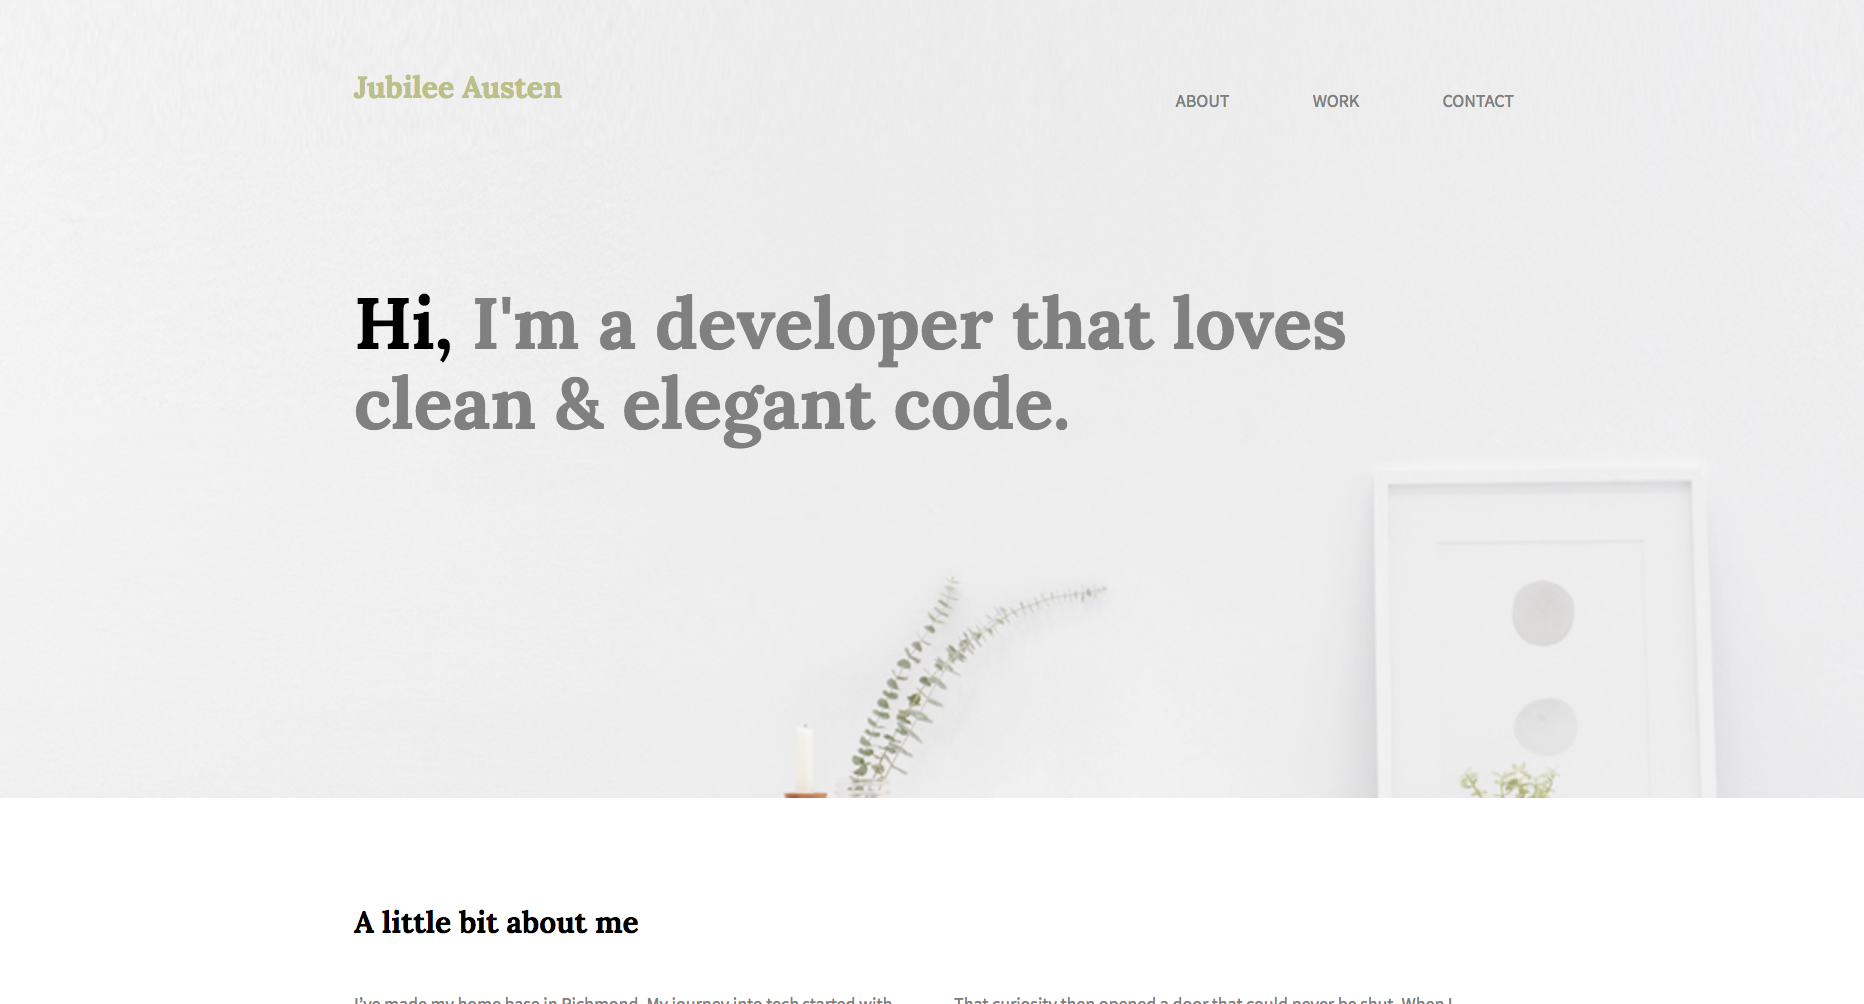 Jubilee Austen
ABOUT WORK CONTACT
Hi, I'm a developer that loves
clean & elegant code.
A little bit about me
I've made my home base in Richmond. My journey into tech started with
That curiosity then opened a door that could never be shut. When I